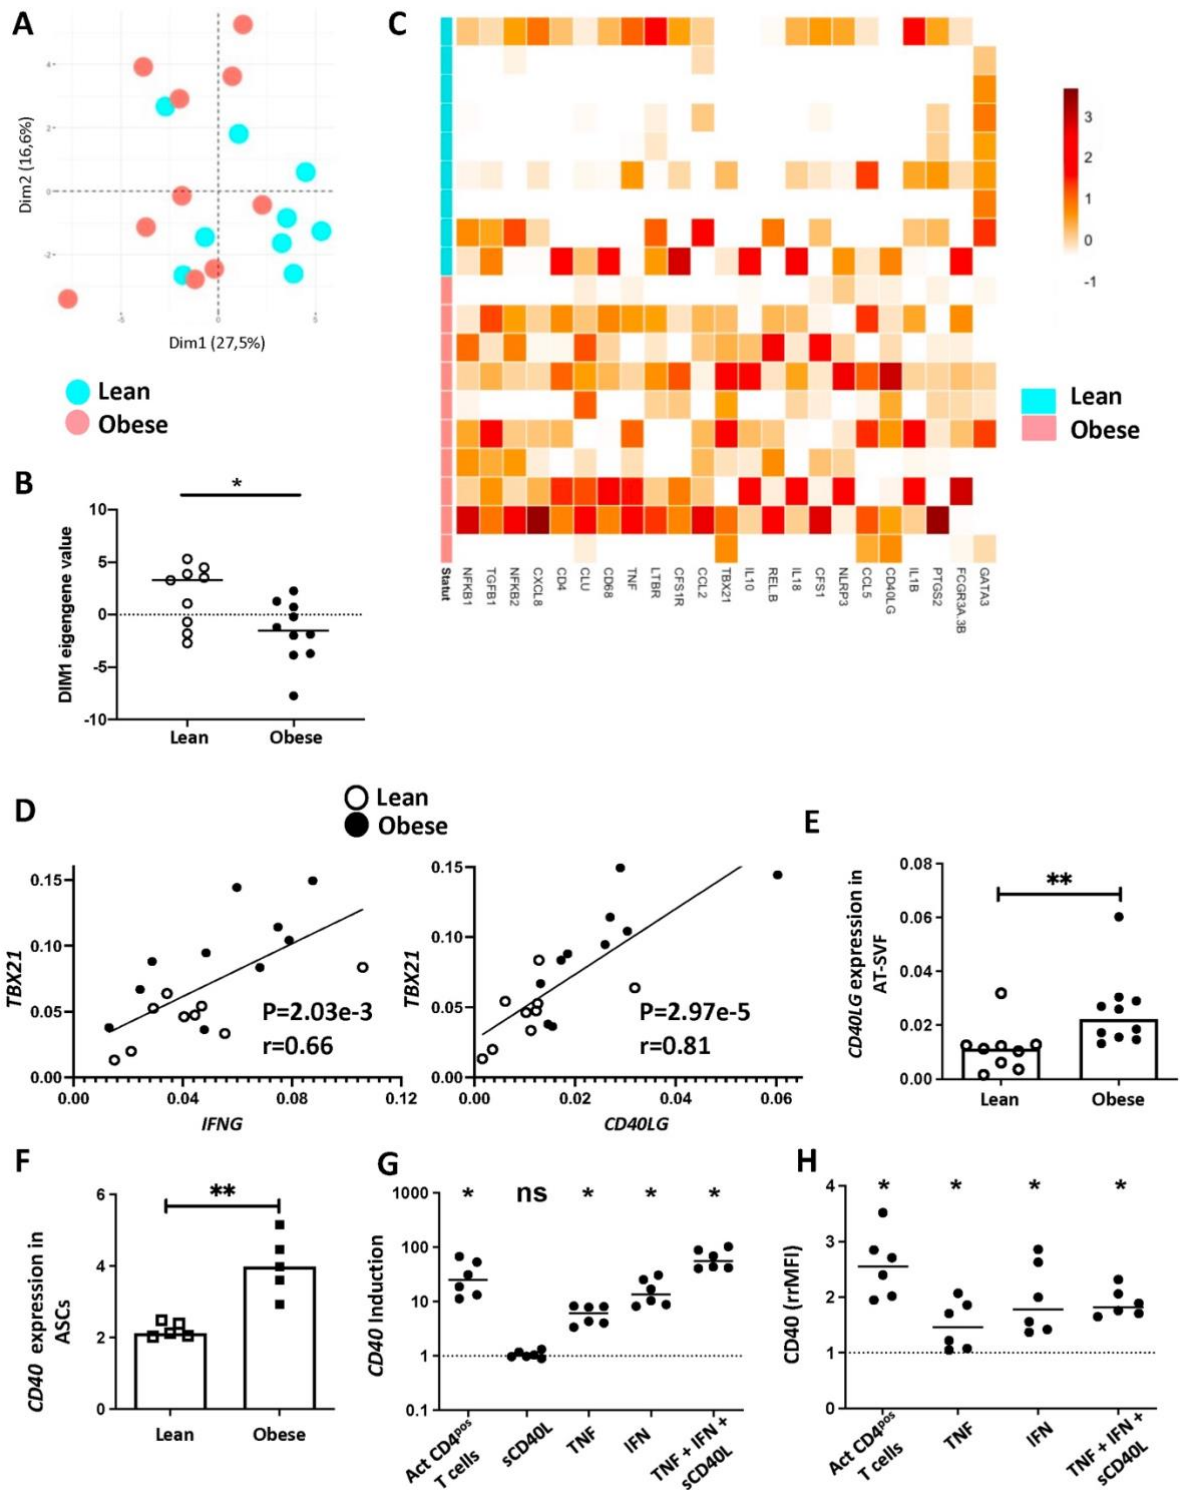 A
Dim2 (16,6%)
4
2
0
-2
-5
0
5
Dim1 (27,5%)
Lean
Obese
B
*
DIM1 eigengene value
10
5
0
-5
-10
Lean
Obese
C
3
2
1
0
-1
Lean
Obese
Statut
NFKB1
TGFB1
NFKB2
CXCL8
CD4
CLU
CD68
TNF
LTBR
CFS1R
CCL2
TBX21
IL10
REL.B
IL18
CFS1
NLRP3
CCL5
CD40LG
IL1B
PTGS2
FCGR3A.3B
GATA3
D
Lean
Obese
TBX21
0.15
0.10
0.05
0.00
P=2.03e-3
r=0.66
0.00
0.04
0.08
0.12
IFNG
TBX21
0.15
0.10
0.05
0.00
P=2.97e-5
r=0.81
0.00
0.02
0.04
0.06
CD40LG
E
CD40LG expression in
AT-SVF
0.08
0.06
0.04
0.02
0.00
**
Lean
Obese
F
CD40 expression in
ASCs
6
4
2
0
**
Lean
Obese
G
CD40 Induction
1000
100
10
1
0.1
* ns * * *
Act CD4pos
T cells
sCD40L
TNF
IFN
TNF + IFN +
sCD40L
H
CD40 (rrMFI)
4
3
2
1
0
* * * *
Act CD4pos
T cells
TNF
IFN
TNF + IFN +
sCD40L